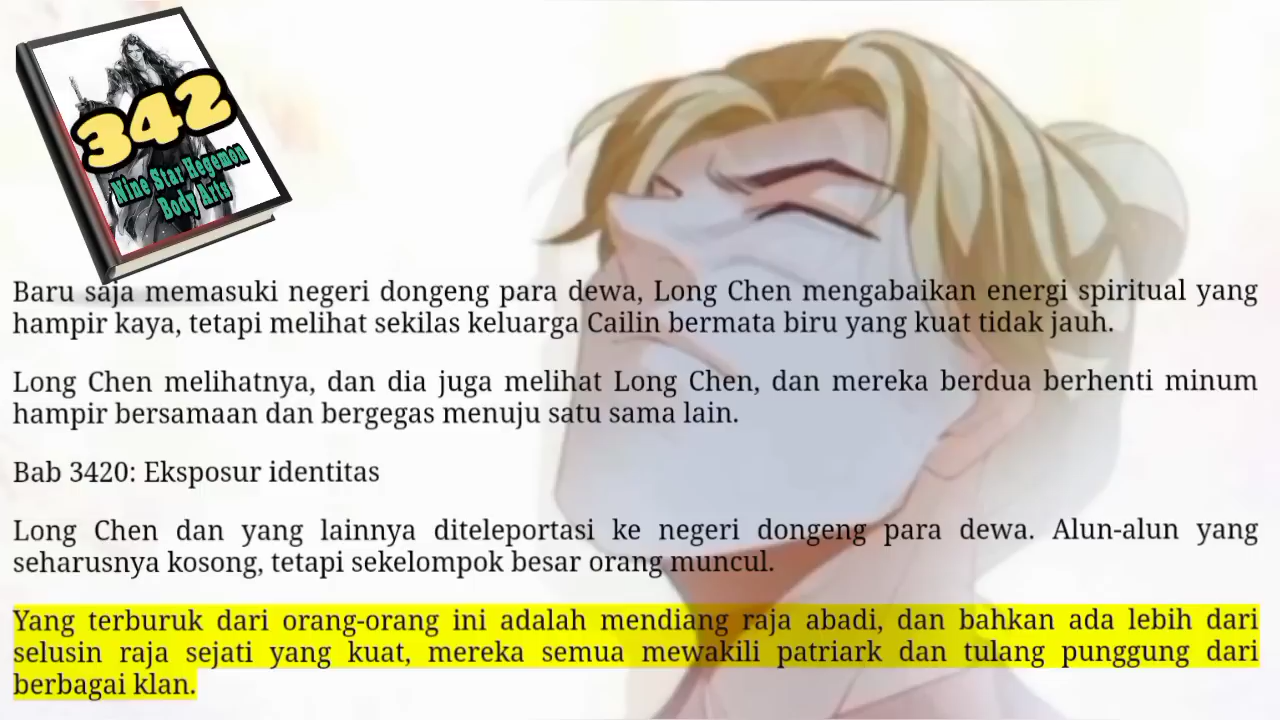 342
Nine Star Hegemon
Body Arts
Baru saja memasuki negeri dongeng para dewa, Long Chen mengabaikan energi spiritual yang
hampir kaya, tetapi melihat sekilas keluarga Cailin bermata biru yang kuat tidak jauh.
Long Chen melihatnya, dan dia juga melihat Long Chen, dan mereka berdua berhenti minum
hampir bersamaan dan bergegas menuju satu sama lain.
Bab 3420: Eksposur identitas
Long Chen dan yang lainnya diteleportasi ke negeri dongeng para dewa. Alun-alun yang
seharusnya kosong, tetapi sekelompok besar orang muncul.
Yang terburuk dari orang-orang ini adalah mendiang raja abadi, dan bahkan ada lebih dari
selusin raja sejati yang kuat, mereka semua mewakili patriark dan tulang punggung dari
berbagai klan.